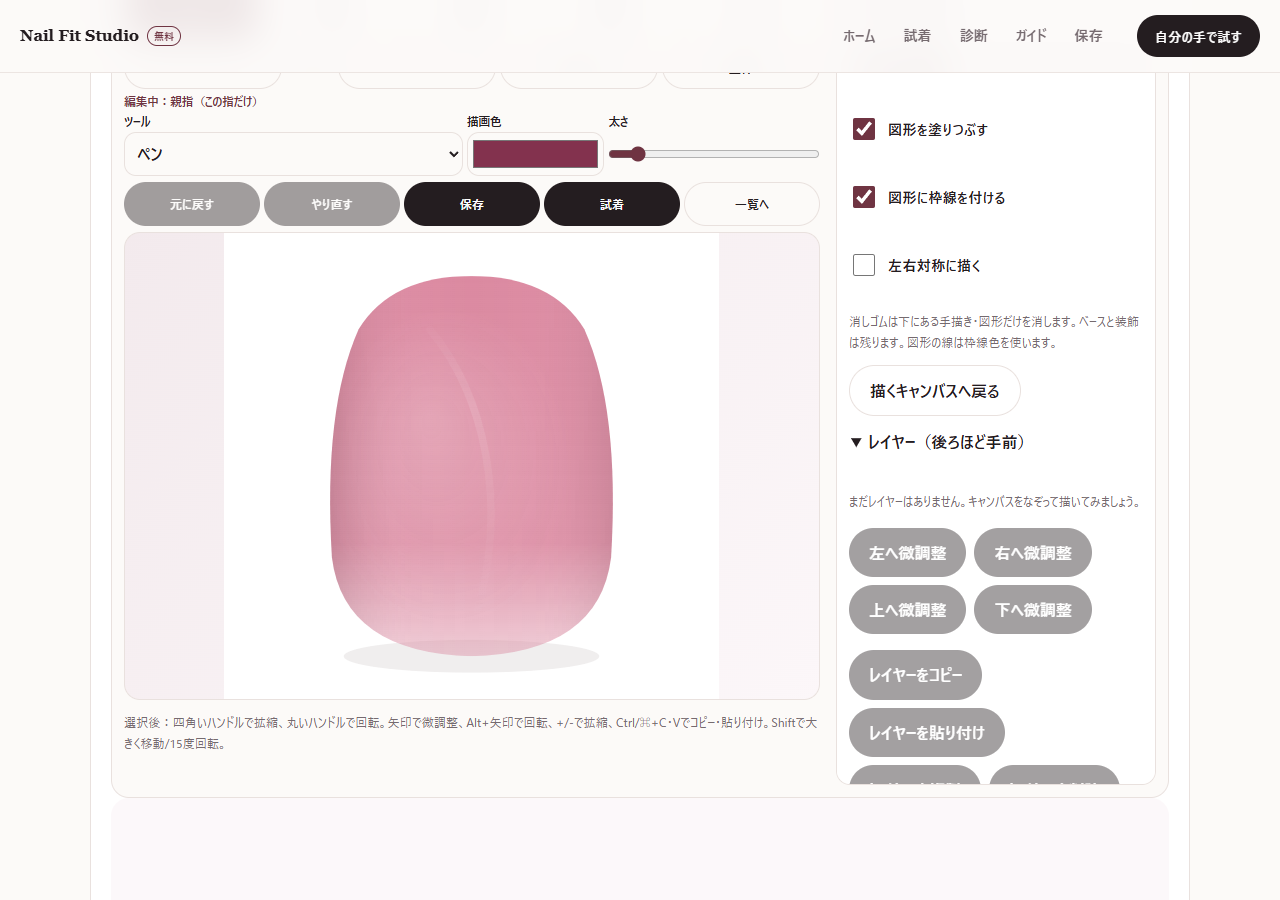 Nail Fit Studio 無料
ホーム 試着 診断 ガイド 保存 自分の手で試す
編集中：親指（この指だけ）
ツール 描画色 太さ
ペン
元に戻す やり直す 保存 試着 一覧へ
選択後：四角いハンドルで拡縮、丸いハンドルで回転。矢印で微調整、Alt+矢印で回転、+/-で拡縮、Ctrl/⌘+C・Vでコピー・貼り付け。Shiftで大
きく移動/15度回転。
図形を塗りつぶす
図形に枠線を付ける
左右対称に描く
消しゴムは下にある手描き・図形だけを消します。ベースと装飾
は残ります。図形の線は枠線色を使います。
描くキャンバスへ戻る
▼ レイヤー（後ろほど手前）
まだレイヤーはありません。キャンバスをなぞって描いてみましょう。
左へ微調整 右へ微調整
上へ微調整 下へ微調整
レイヤーをコピー
レイヤーを貼り付け